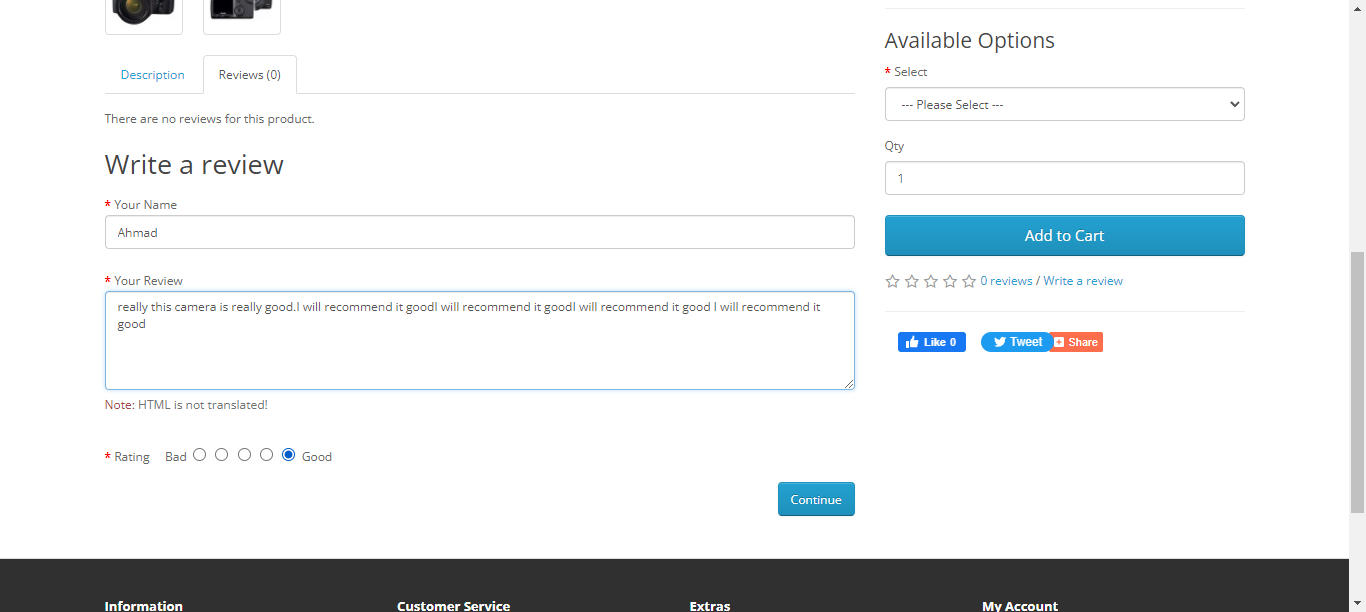 Description
Reviews (0)
There are no reviews for this product.
Write a review
* Your Name
Ahmad
* Your Review
really this camera is really good.I will recommend it goodI will recommend it goodI will recommend it good I will recommend it
good
Note: HTML is not translated!
* Rating Bad Good
Continue
Available Options
* Select
--- Please Select ---
Qty
1
Add to Cart
0 reviews / Write a review
Like 0
Tweet
Share
Information
Customer Service
Extras
My Account